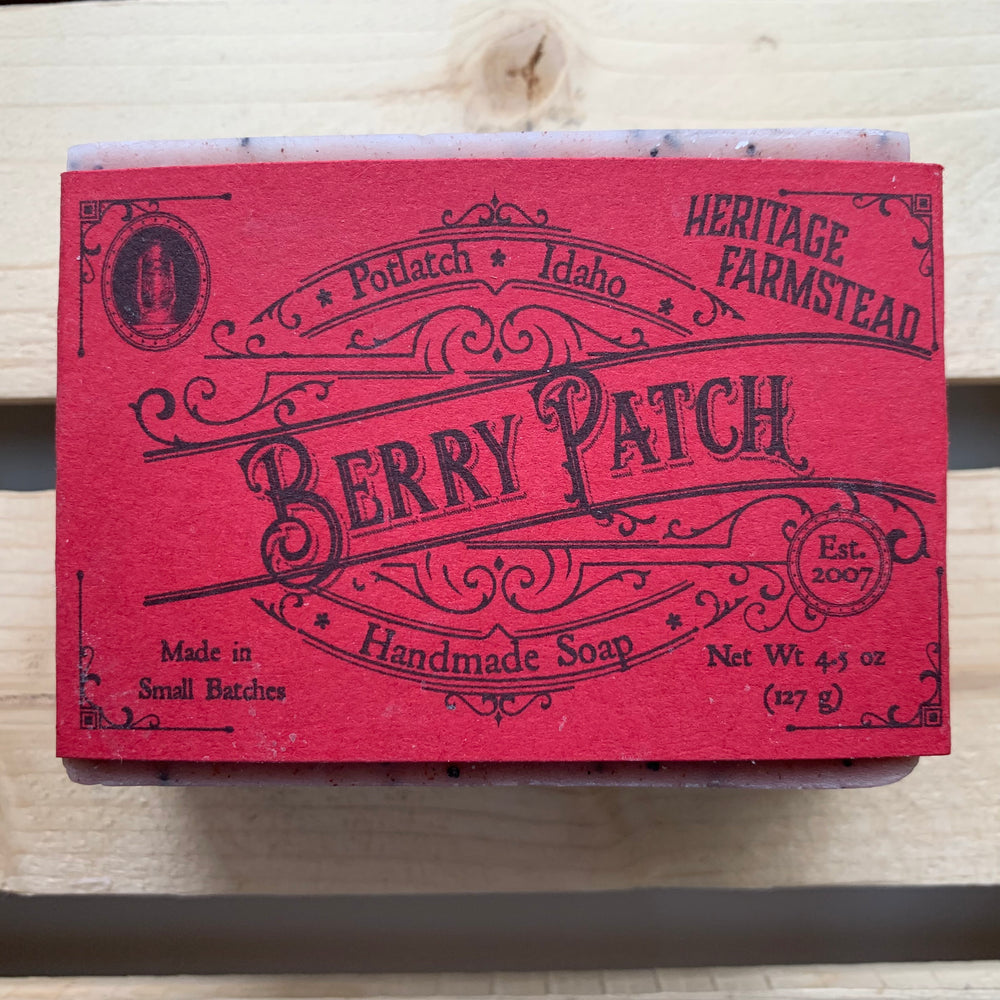 Potlatch * Idaho
HERITAGE
FARMSTEAD
BERRY PATCH
Est.
2007
Handmade Soap
Made in
Small Batches
Net Wt 4.5 oz
(127 g)